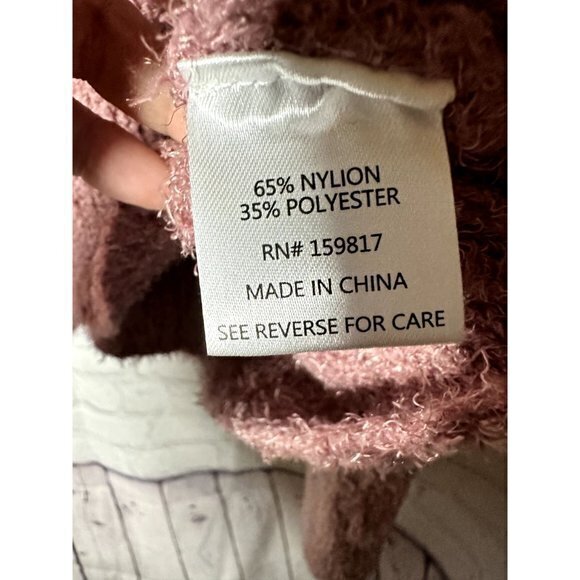 65% NYLION
35% POLYESTER
RN# 159817
MADE IN CHINA
SEE REVERSE FOR CARE